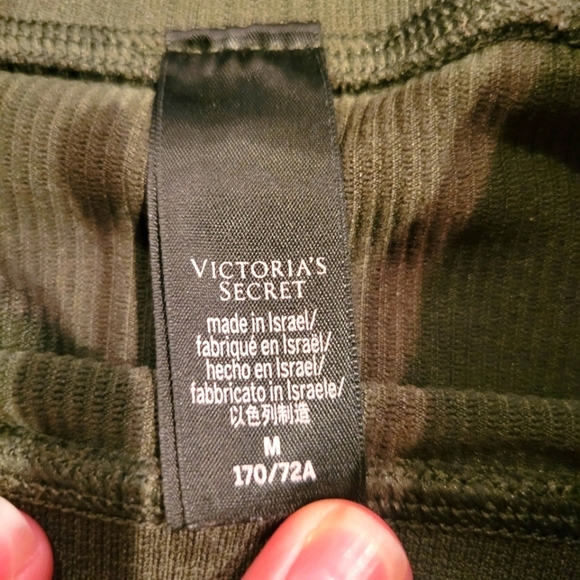 VICTORIA'S
SECRET
made in Israel/
fabriqué en Israël/
hecho en Israel/
fabbricato in Israele/
以色列制造
M
170/72A